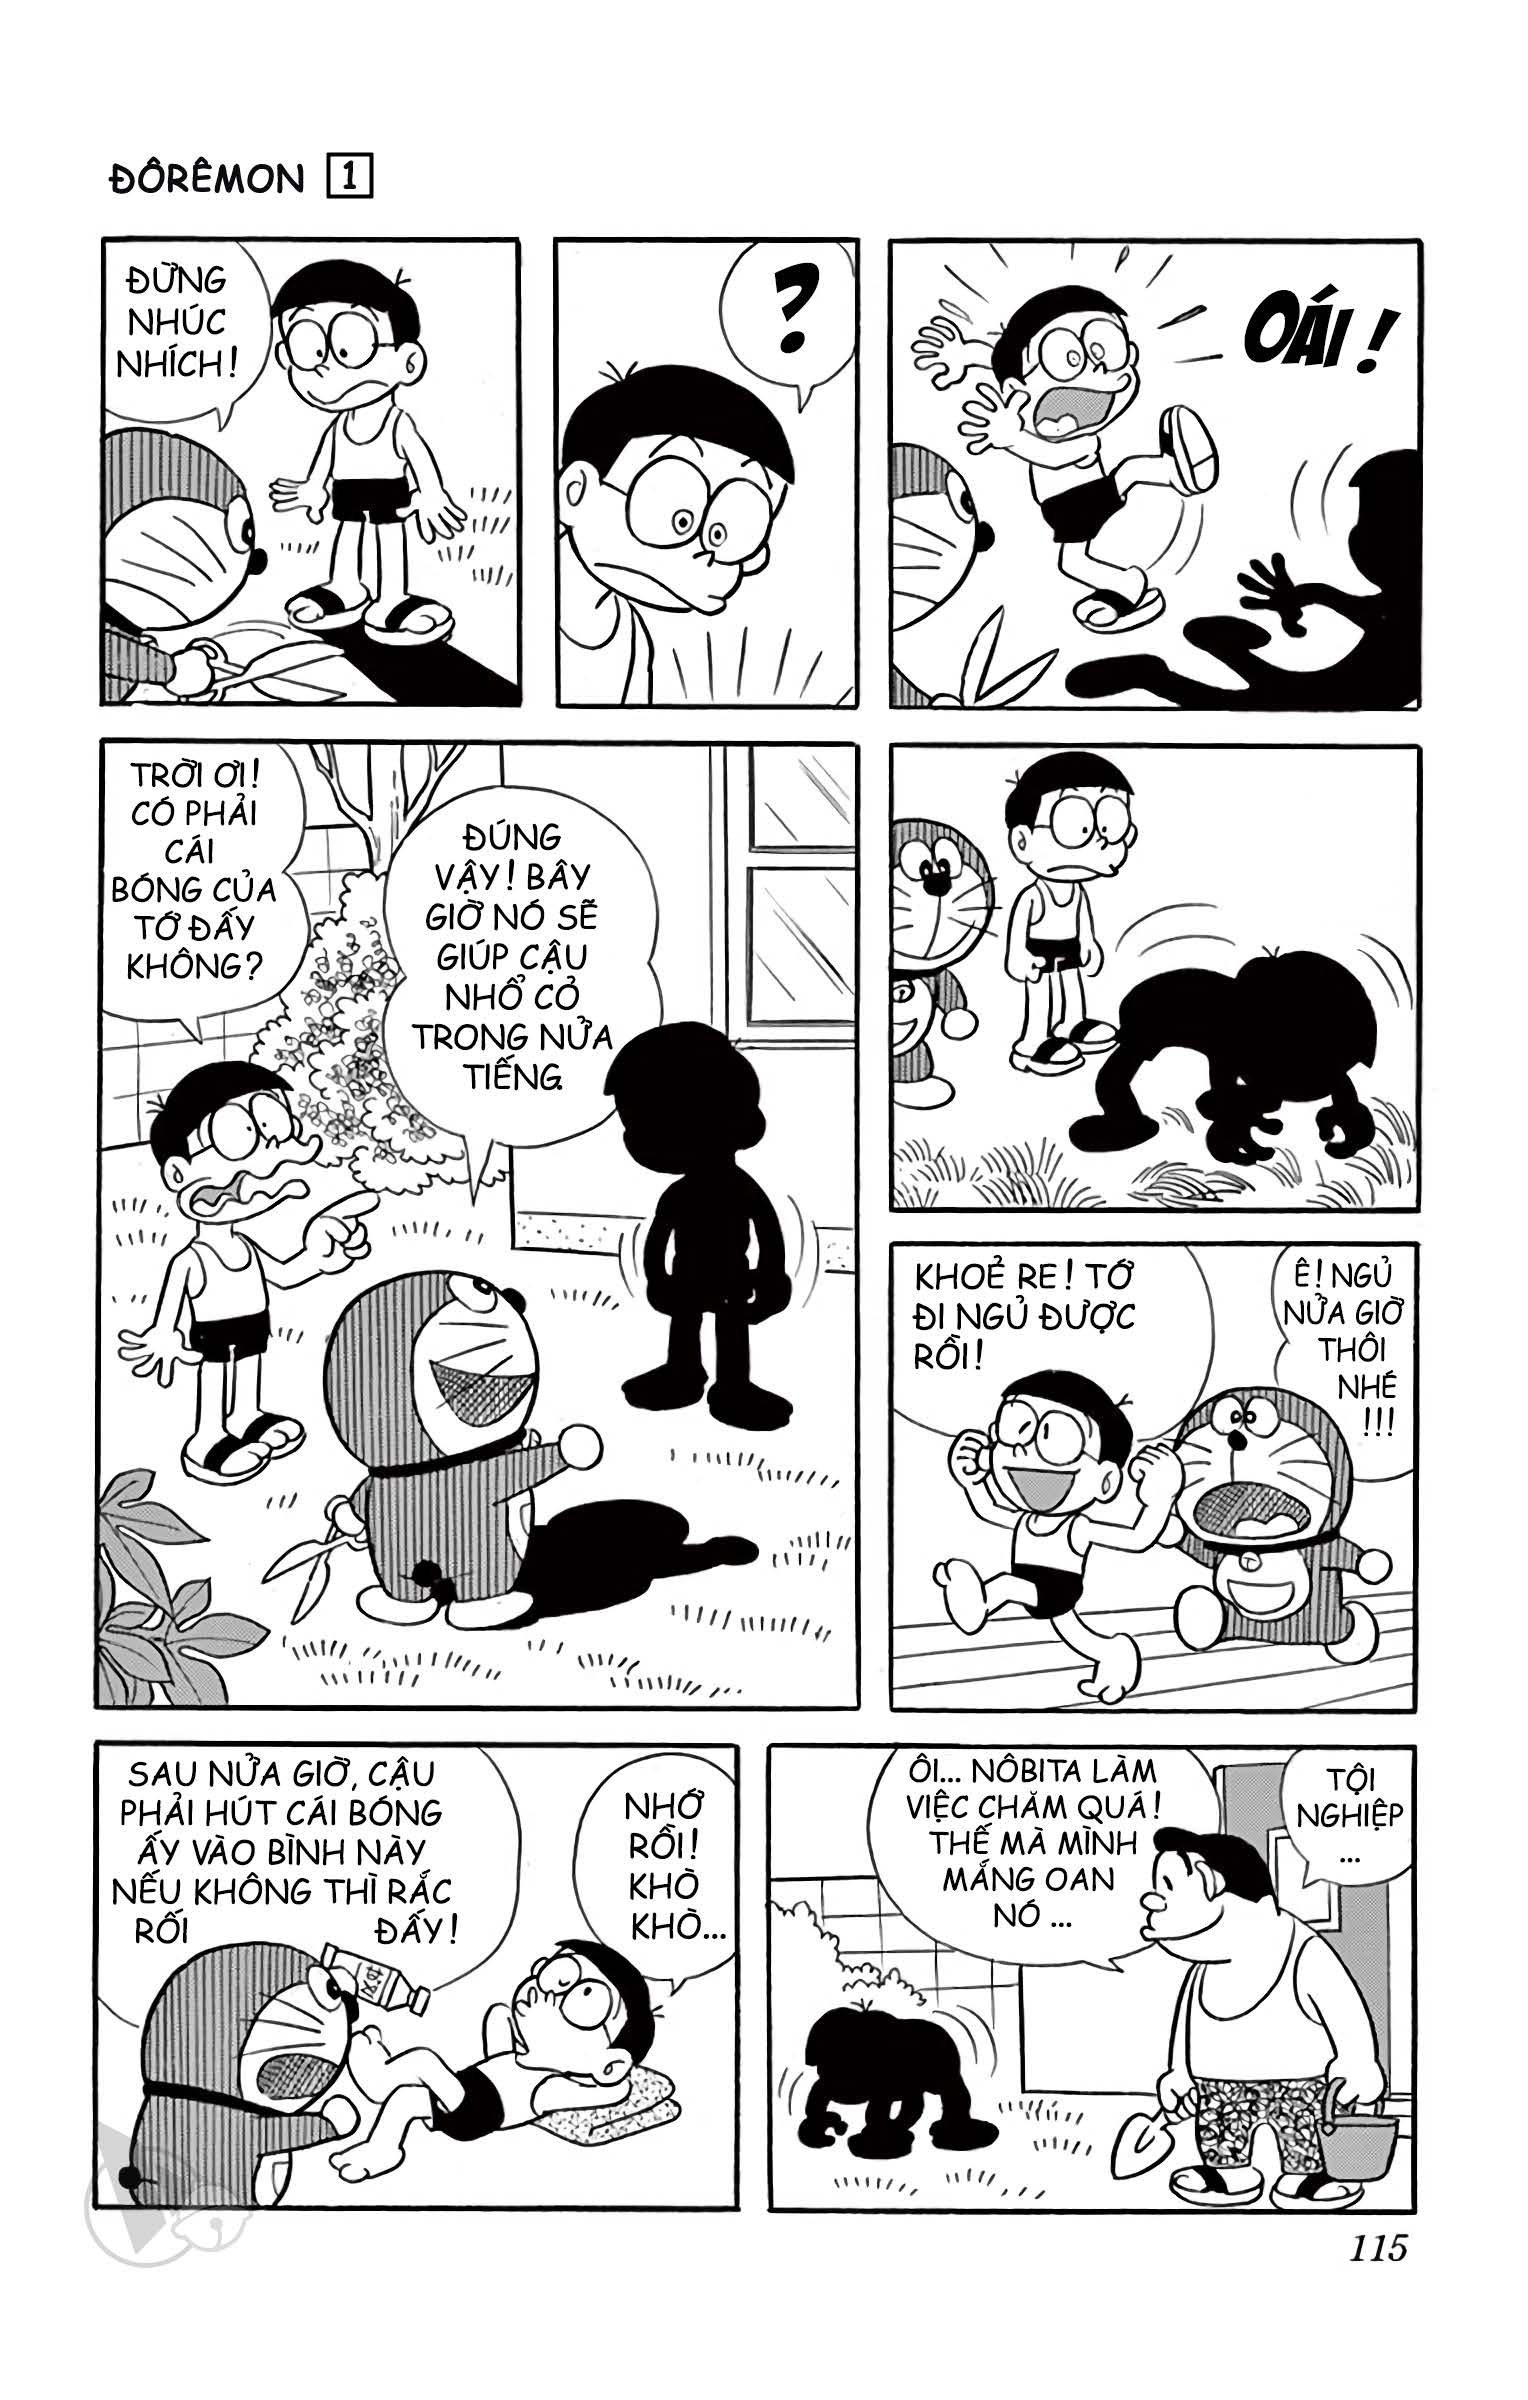 ĐÔRÊMON 1
ĐỪNG
NHÚC
NHÍCH!
?
OÁI!
TRỜI ƠI!
CÓ PHẢI
CÁI
BÓNG CỦA
TỚ ĐẤY
KHÔNG?
ĐÚNG
VẬY! BÂY
GIỜ NÓ SẼ
GIÚP CẬU
NHỔ CỎ
TRONG NỬA
TIẾNG.
KHOẺ RE! TỚ
ĐI NGỦ ĐƯỢC
RỒI!
Ê! NGỦ
NỬA GIỜ
THÔI
NHÉ
!!!
SAU NỬA GIỜ, CẬU
PHẢI HÚT CÁI BÓNG
ẤY VÀO BÌNH NÀY
NẾU KHÔNG THÌ RẮC
RỐI ĐẤY!
NHỚ
RỒI!
KHÒ
KHÒ...
ÔI... NÔBITA LÀM
VIỆC CHĂM QUÁ!
THẾ MÀ MÌNH
MẮNG OAN
NÓ ...
TỘI
NGHIỆP
...
115